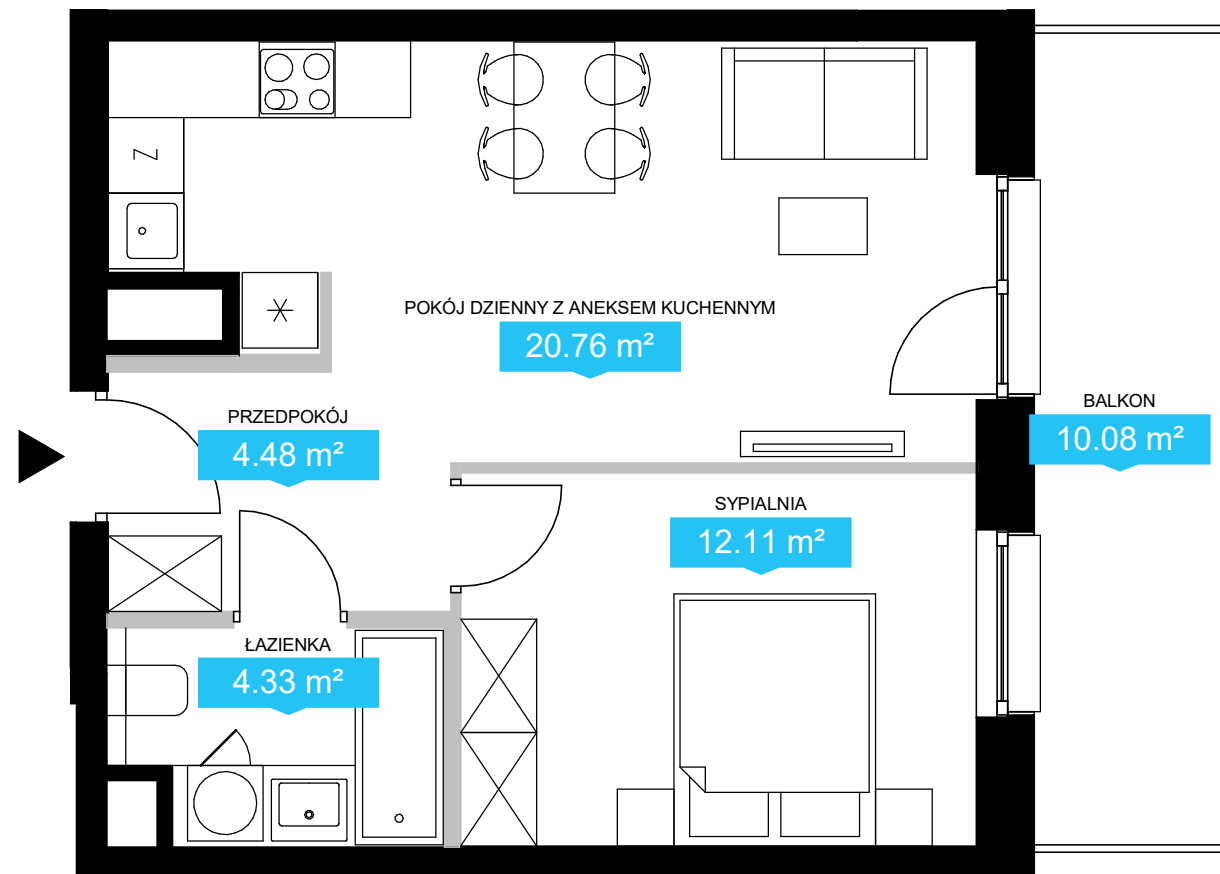 Z
POKÓJ DZIENNY Z ANEKSEM KUCHENNYM
20.76 m²
PRZEDPOKÓJ
4.48 m²
BALKON
10.08 m²
SYPIALNIA
12.11 m²
ŁAZIENKA
4.33 m²